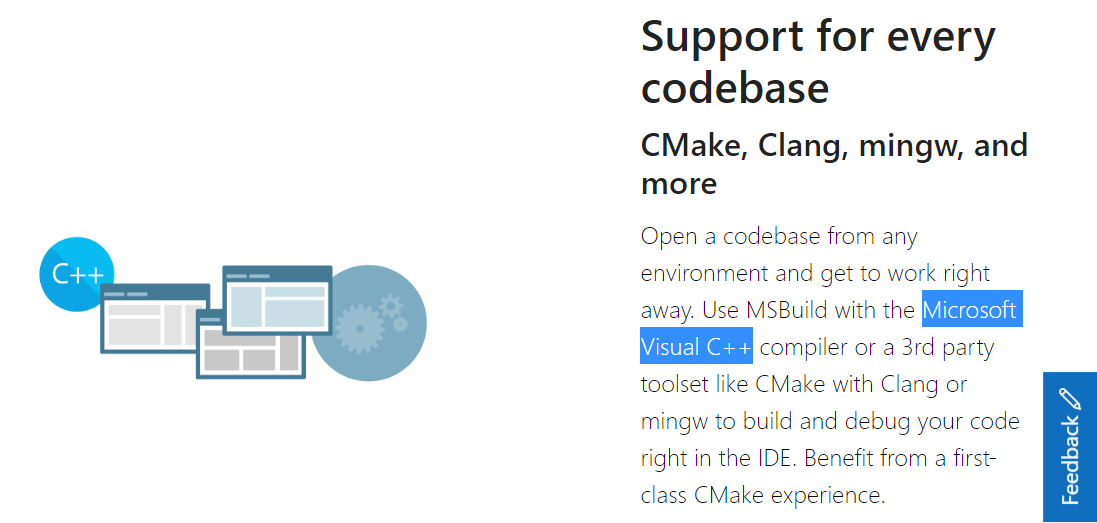 Support for every
codebase
CMake, Clang, mingw, and
more
Open a codebase from any
environment and get to work right
away. Use MSBuild with the Microsoft
Visual C++ compiler or a 3rd party
toolset like CMake with Clang or
mingw to build and debug your code
right in the IDE. Benefit from a first-
class CMake experience.
C++
Feedback